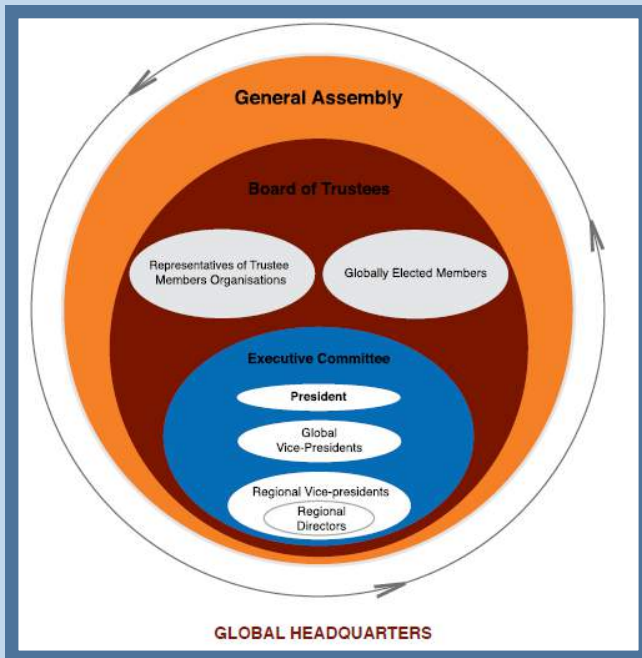 General Assembly
Board of Trustees
Representatives of Trustee
Members Organisations
Globally Elected Members
Executive Committee
President
Global
Vice-Presidents
Regional Vice-presidents
Regional
Directors
GLOBAL HEADQUARTERS